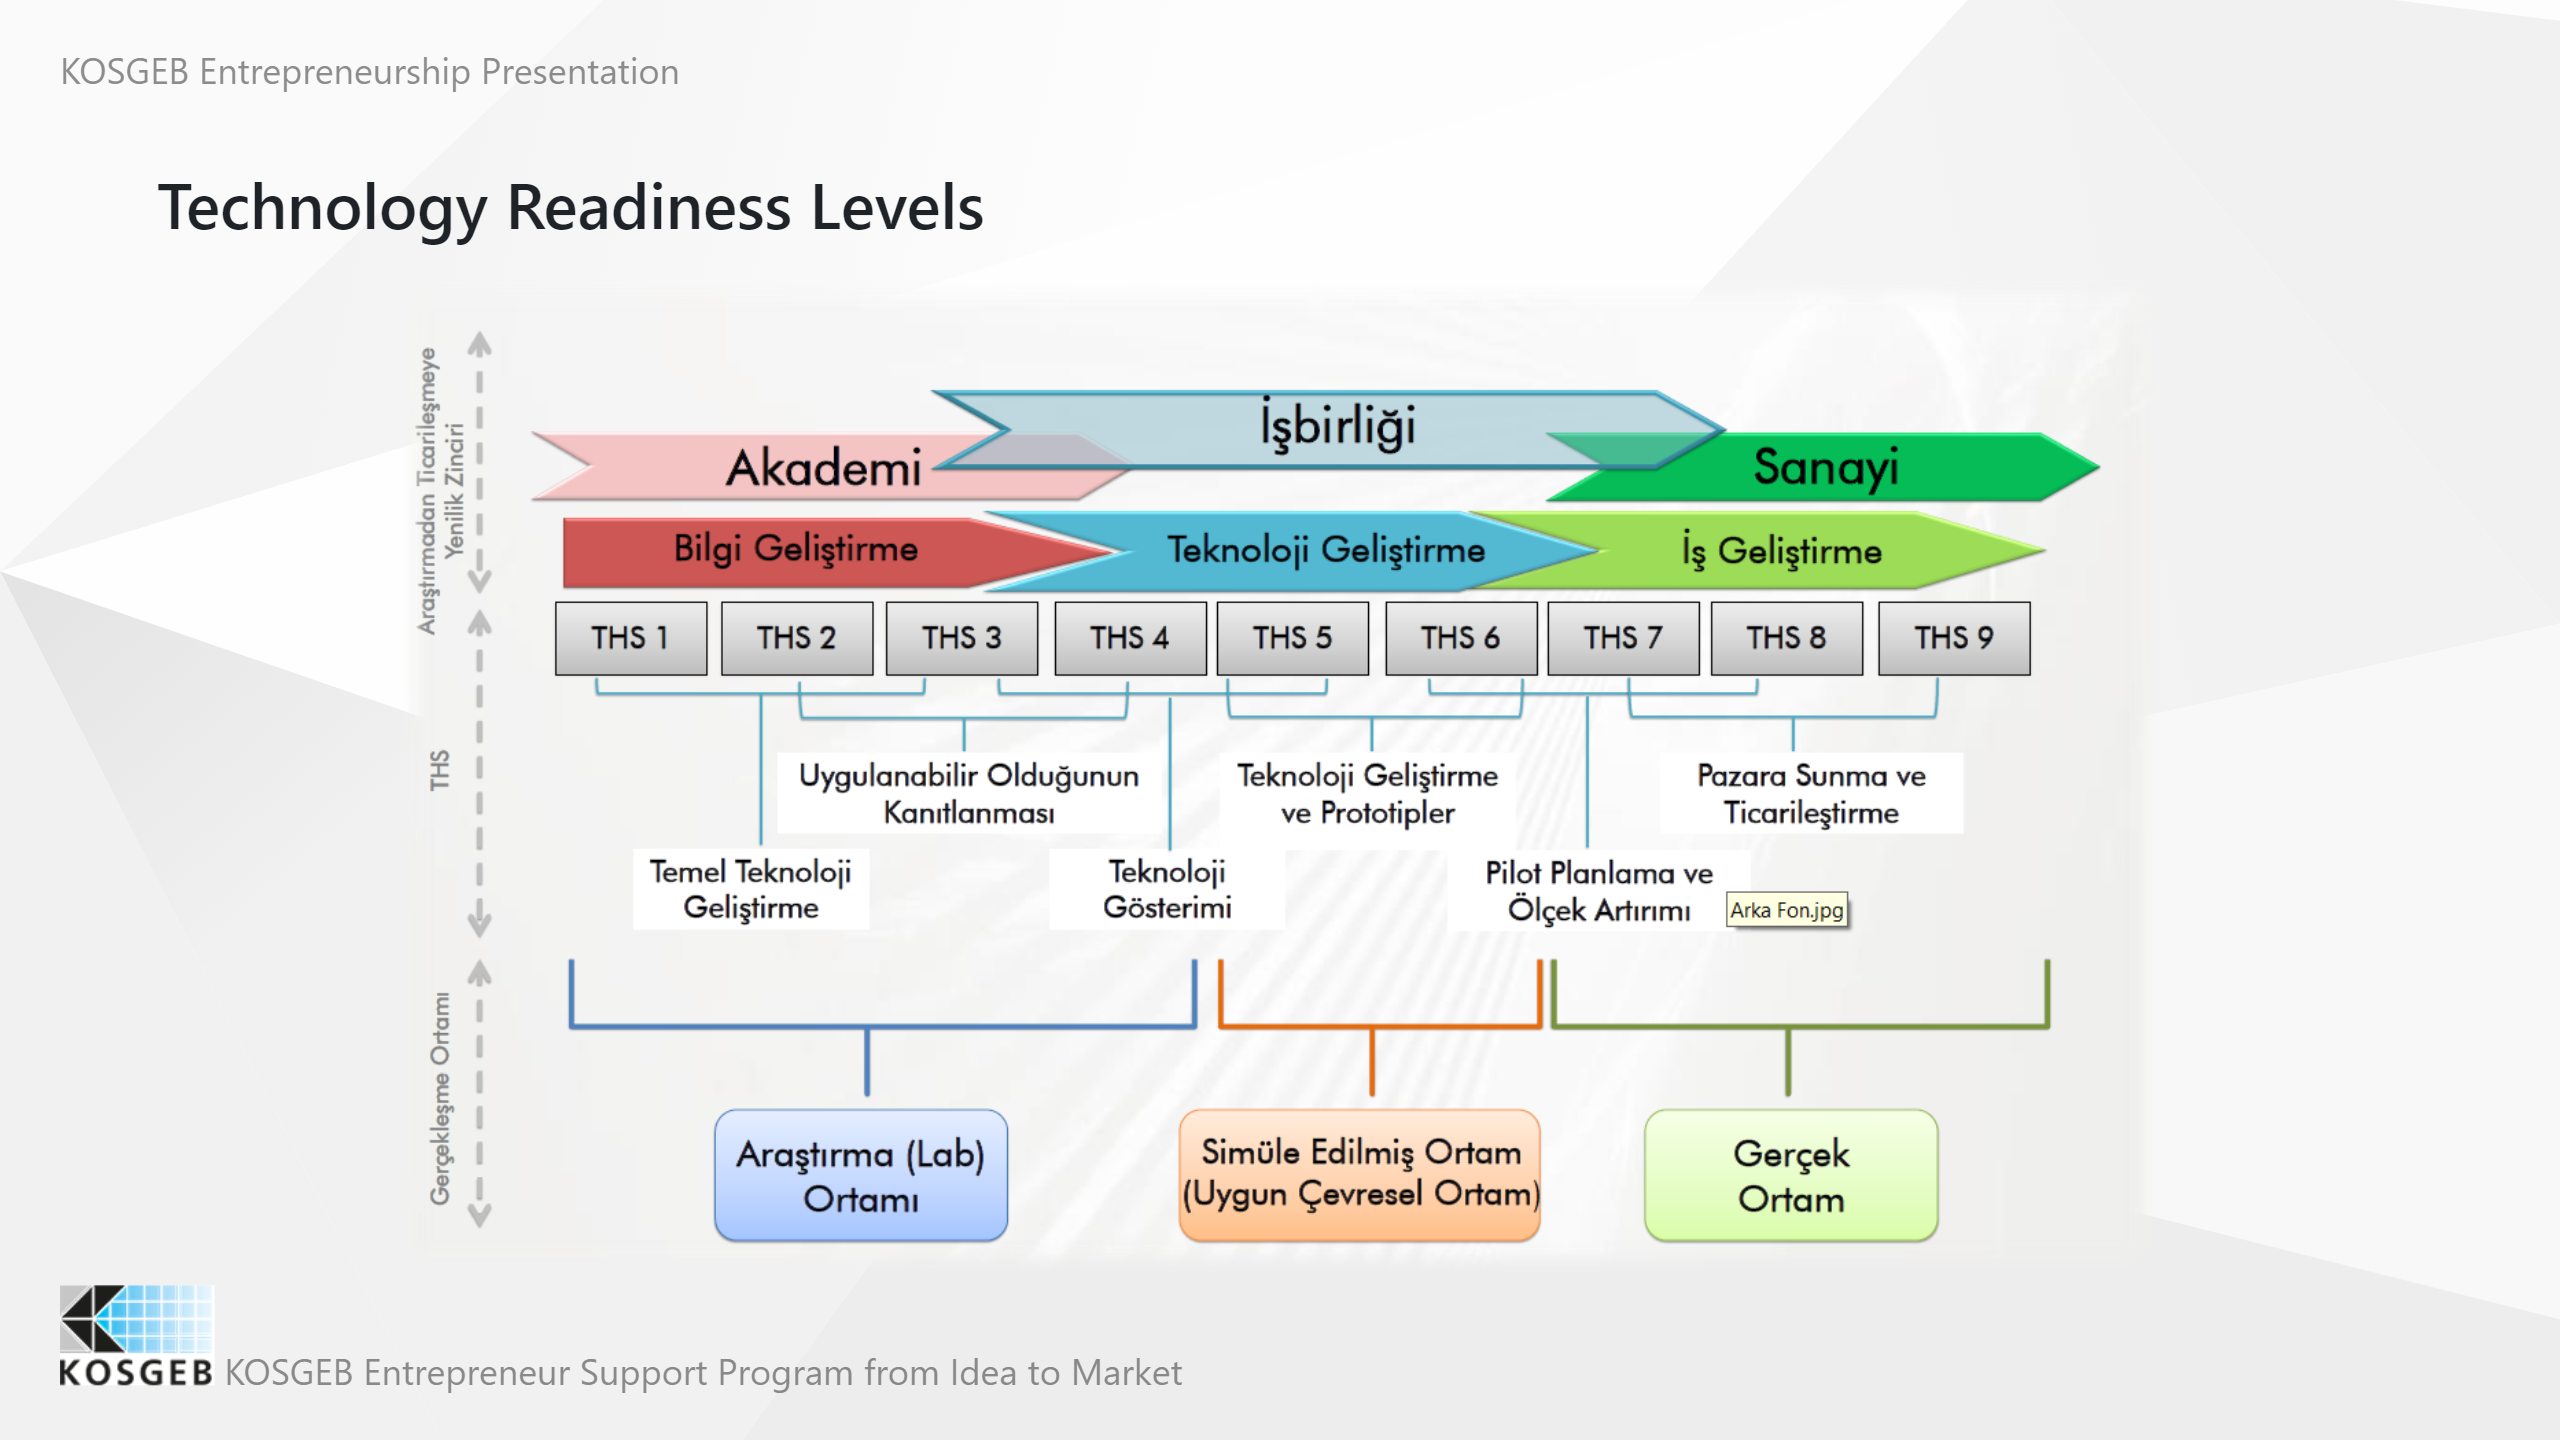 KOSGEB Entrepreneurship Presentation
Technology Readiness Levels
Araştırmadan Ticarileşmeye
Yenilik Zinciri
İşbirliği
Akademi
Sanayi
Bilgi Geliştirme
Teknoloji Geliştirme
İş Geliştirme
THS
THS 1
THS 2
THS 3
THS 4
THS 5
THS 6
THS 7
THS 8
THS 9
Uygulanabilir Olduğunun
Kanıtlanması
Teknoloji Geliştirme
ve Prototipler
Pazara Sunma ve
Ticarileştirme
Temel Teknoloji
Geliştirme
Teknoloji
Gösterimi
Pilot Planlama ve
Ölçek Artırımı
Arka Fon.jpg
Gerçekleşme Ortamı
Araştırma (Lab)
Ortamı
Simüle Edilmiş Ortam
(Uygun Çevresel Ortam)
Gerçek
Ortam
KOSGEB
KOSGEB Entrepreneur Support Program from Idea to Market